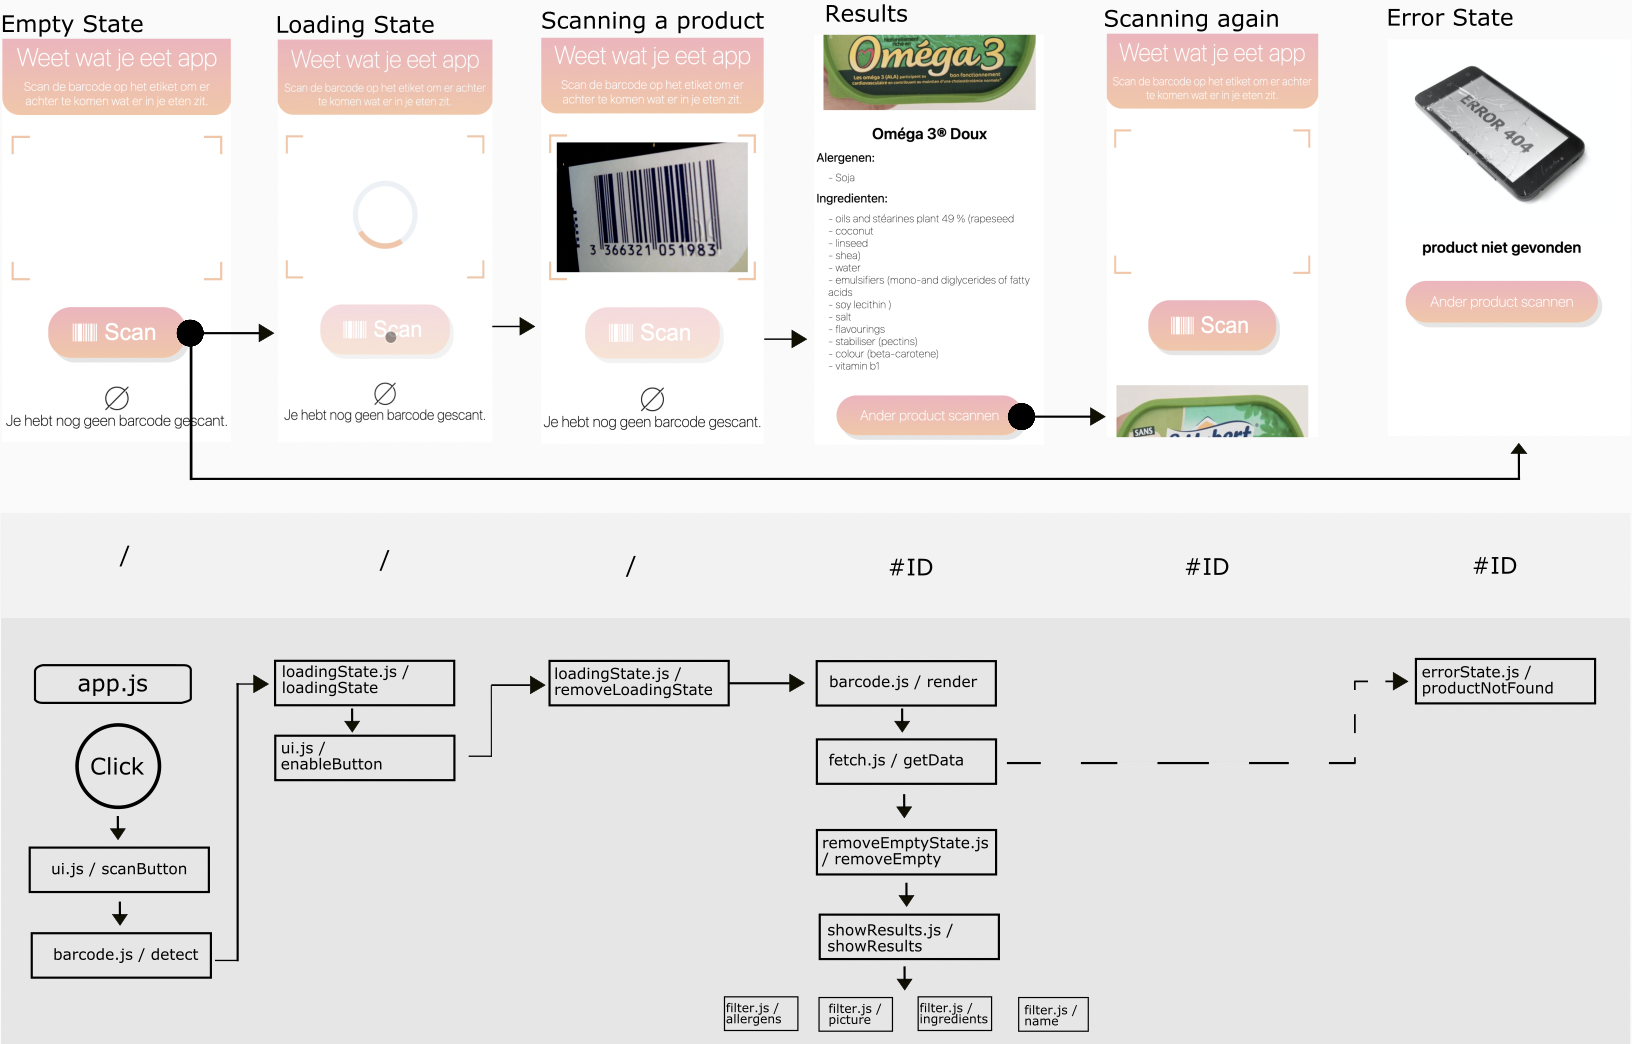 Empty State
Weet wat je eet app
Scan de barcode op het etiket om er
achter te komen wat er in je eten zit.
Scan
Je hebt nog geen barcode gescant.
Loading State
Weet wat je eet app
Scan de barcode op het etiket om er achter
te komen wat er in je eten zit.
Scan
Je hebt nog geen barcode gescant.
Scanning a product
Weet wat je eet app
Scan de barcode op het etiket om er
achter te komen wat er in je eten zit.
3 366321 051983
Scan
Je hebt nog geen barcode gescant.
Results
Oméga 3
Les oméga 3 (ALA) participent au bon fonctionnement
Oméga 3® Doux
Alergenen:
- Soja
Ingredienten:
- oils and stéarines plant 49 % (rapeseed
- coconut
- linseed
- shea)
- water
- emulsifiers (mono-and diglycerides of fatty
acids
- soy lecithin )
- salt
- flavourings
- stabiliser (pectins)
- colour (beta-carotene)
- vitamin b1
Ander product scannen
Scanning again
Weet wat je eet app
Scan de barcode op het etiket om er achter
te komen wat er in je eten zit.
Scan
SANS
Error State
ERROR 404
product niet gevonden
Ander product scannen
/
/
/
#ID
#ID
#ID
app.js
Click
ui.js / scanButton
barcode.js / detect
loadingState.js /
loadingState
ui.js /
enableButton
loadingState.js /
removeLoadingState
barcode.js / render
fetch.js / getData
removeEmptyState.js
/ removeEmpty
showResults.js /
showResults
filter.js /
allergens
filter.js /
picture
filter.js /
ingredients
filter.js /
name
errorState.js /
productNotFound